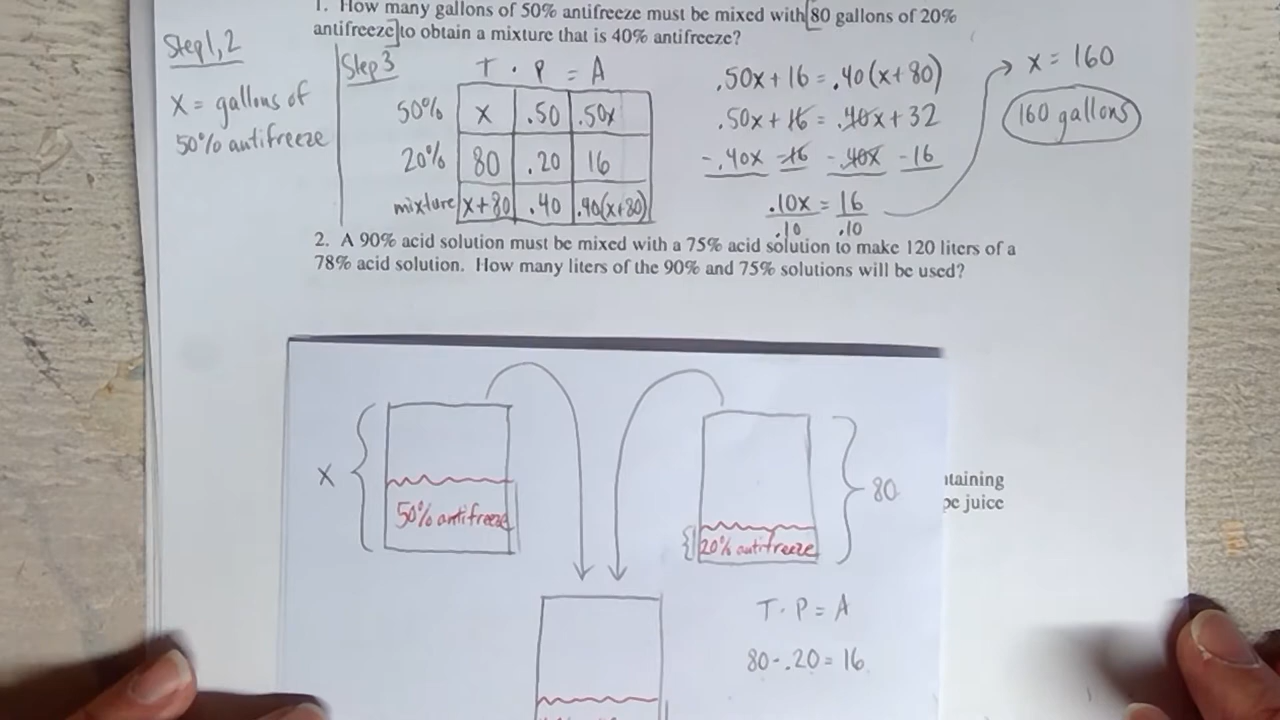 1. How many gallons of 50% antifreeze must be mixed with [80 gallons of 20%
antifreeze] to obtain a mixture that is 40% antifreeze?
Step 1, 2
X = gallons of
50% antifreeze
Step 3
T · P = A
50% X .50 .50x
20% 80 .20 16
mixture x+80 .40 .40(x+80)
.50x + 16 = .40(x+80)
.50x + 16 = .40x + 32
-.40x -16 -.40x -16
.10x = 16
.10 .10
x = 160
160 gallons
2. A 90% acid solution must be mixed with a 75% acid solution to make 120 liters of a
78% acid solution. How many liters of the 90% and 75% solutions will be used?
X
50% antifreeze
20% antifreeze
80
T · P = A
80 · .20 = 16